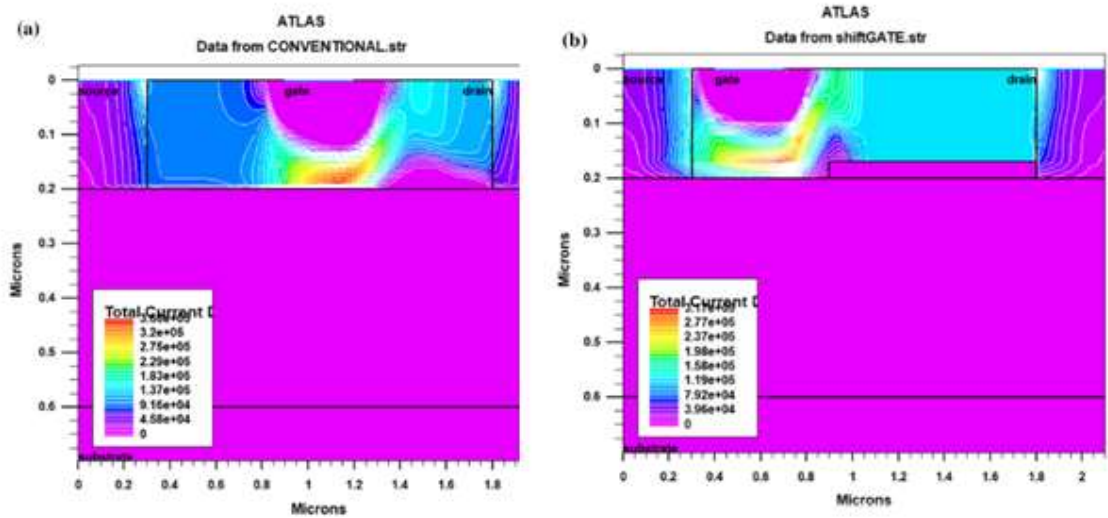 (a)
ATLAS
Data from CONVENTIONAL.str
source
gate
drain
0
0.1
0.2
0.3
0.4
0.5
0.6
Microns
Total Current D
3.2e+05
2.75e+05
2.29e+05
1.83e+05
1.37e+05
9.16e+04
4.58e+04
0
substrate
0 0.2 0.4 0.6 0.8 1 1.2 1.4 1.6 1.8
Microns
(b)
ATLAS
Data from shiftGATE.str
source
gate
drain
0
0.1
0.2
0.3
0.4
0.5
0.6
Microns
Total Current D
3.17e+05
2.77e+05
2.37e+05
1.98e+05
1.58e+05
1.19e+05
7.92e+04
3.96e+04
0
substrate
0 0.2 0.4 0.6 0.8 1 1.2 1.4 1.6 1.8 2
Microns